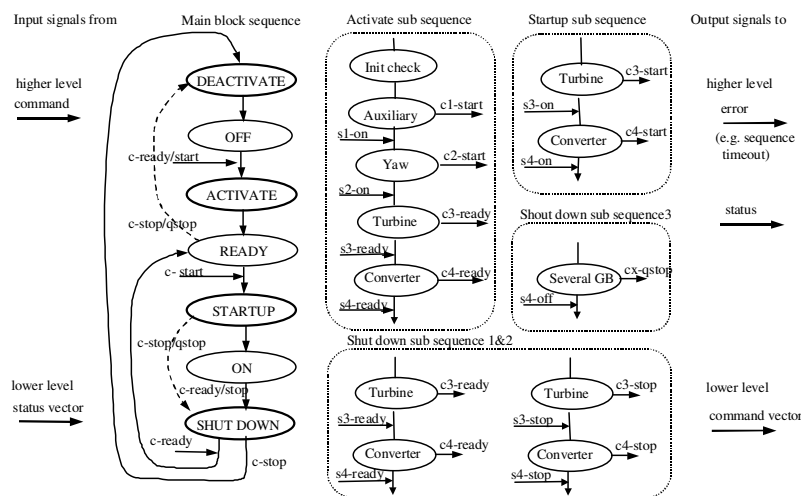 Input signals from
higher level
command
lower level
status vector
Main block sequence
DEACTIVATE
OFF
c-ready/start
ACTIVATE
c-stop/qstop
READY
c- start
STARTUP
c-stop/qstop
ON
c-ready/stop
SHUT DOWN
c-ready
c-stop
Activate sub sequence
Init check
Auxiliary
c1-start
s1-on
Yaw
c2-start
s2-on
Turbine
c3-ready
s3-ready
Converter
c4-ready
s4-ready
Startup sub sequence
Turbine
c3-start
s3-on
Converter
c4-start
s4-on
Shout down sub sequence3
Several GB
cx-qstop
s4-off
Shut down sub sequence 1&2
Turbine
c3-ready
s3-ready
Converter
c4-ready
s4-ready
Turbine
c3-stop
s3-stop
Converter
c4-stop
s4-stop
Output signals to
higher level
error
(e.g. sequence
timeout)
status
lower level
command vector